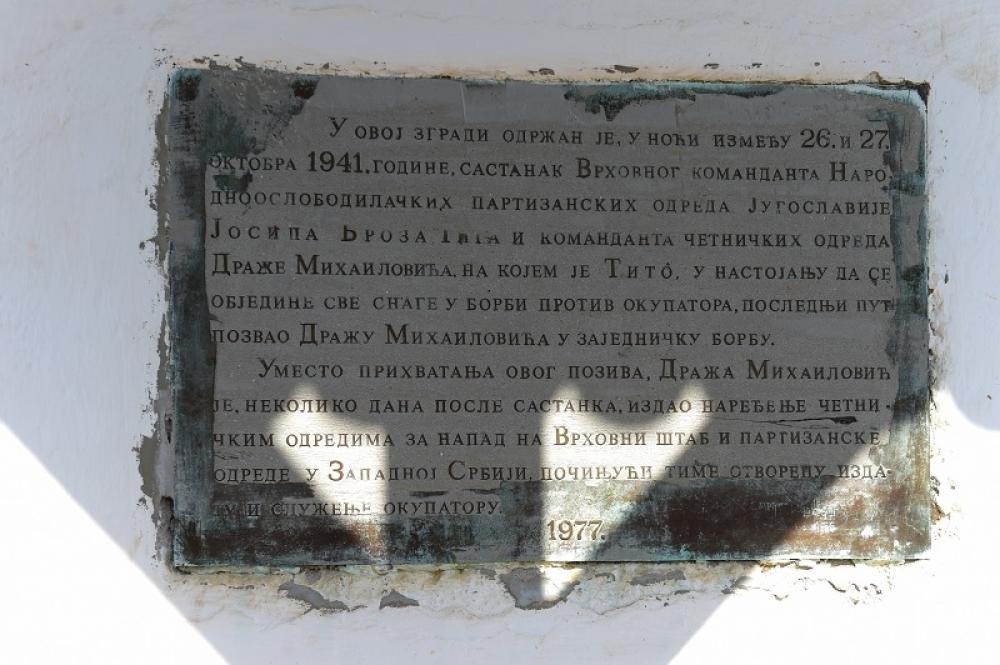 У ОВОЈ ЗГРАДИ ОДРЖАН ЈЕ, У НОЋИ ИЗМЕЂУ 26. И 27.
ОКТОБРА 1941. ГОДИНЕ, САСТАНАК ВРХОВНОГ КОМАНДАНТА НАРО-
ДНООСЛОБОДИЛАЧКИХ ПАРТИЗАНСКИХ ОДРЕДА ЈУГОСЛАВИЈЕ
ЈОСИПА БРОЗА ТИТА И КОМАНДАНТА ЧЕТНИЧКИХ ОДРЕДА
ДРАЖЕ МИХАИЛОВИЋА, НА КОЈЕМ ЈЕ ТИТО, У НАСТОЈАЊУ ДА СЕ
ОБЈЕДИНЕ СВЕ СНАГЕ У БОРБИ ПРОТИВ ОКУПАТОРА, ПОСЛЕДЊИ ПУТ
ПОЗВАО ДРАЖУ МИХАИЛОВИЋА У ЗАЈЕДНИЧКУ БОРБУ.
УМЕСТО ПРИХВАТАЊА ОВОГ ПОЗИВА, ДРАЖА МИХАИЛОВИЋ
ЈЕ, НЕКОЛИКО ДАНА ПОСЛЕ САСТАНКА, ИЗДАО НАРЕЂЕЊЕ ЧЕТНИ-
ЧКИМ ОДРЕДИМА ЗА НАПАД НА ВРХОВНИ ШТАБ И ПАРТИЗАНСКЕ
ОДРЕДЕ У ЗАПАДНОЈ СРБИЈИ, ПОЧИЊУЋИ ТИМЕ ОТВОРЕНУ ИЗДА-
ЈУ И СЛУЖЕЊЕ ОКУПАТОРУ.
1977.